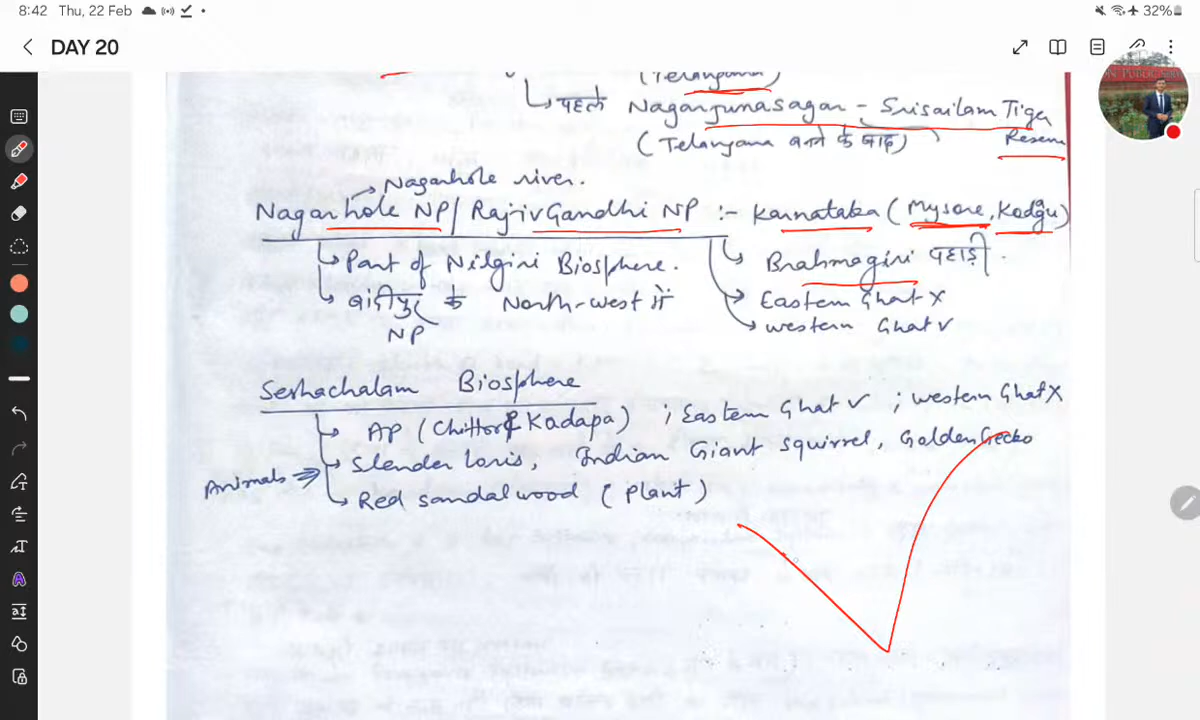 8:42 Thu, 22 Feb 32%
DAY 20
(Telangana)
पहले Nagarjunasagar - Srisailam Tiger
(Telangana बनने के बाद) Reserve
Nagarhole river.
Nagarhole NP/ Rajiv Gandhi NP :- Karnataka (Mysore, Kodgu)
Part of Nilgiri Biosphere. Brahmagiri पहाड़ी.
North-west में Eastern Ghat X
NP western Ghat ✓
Seshachalam Biosphere
AP (Chittor & Kadapa) ; Eastern Ghat ✓ ; western Ghat X
Animals ⇒ Slender Loris, Indian Giant squirrel, Golden Gecko
Red sandalwood (Plant)